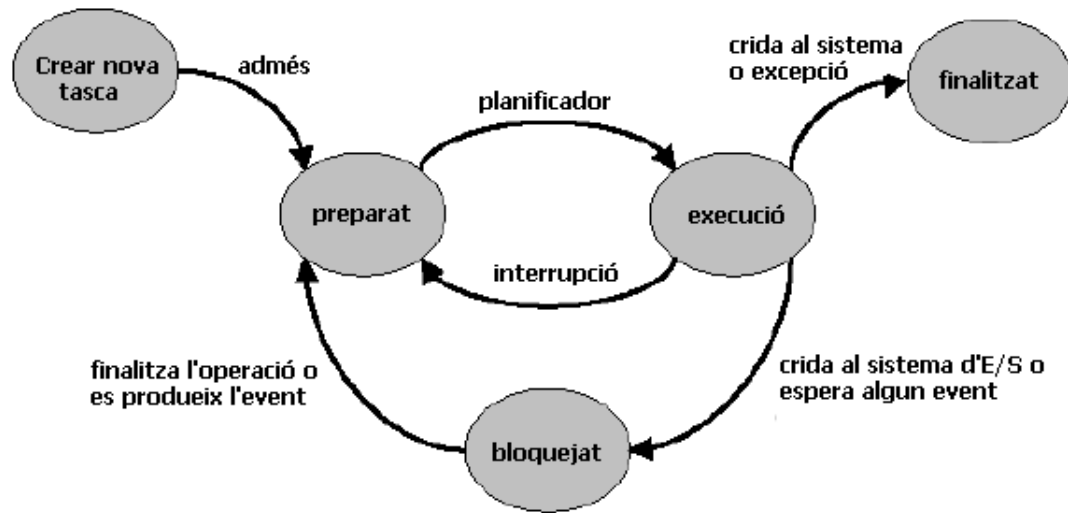 Crear nova
tasca
admés
planificador
crida al sistema
o excepció
finalitzat
preparat
execució
interrupció
finalitza l'operació o
es produeix l'event
crida al sistema d'E/S o
espera algun event
bloquejat